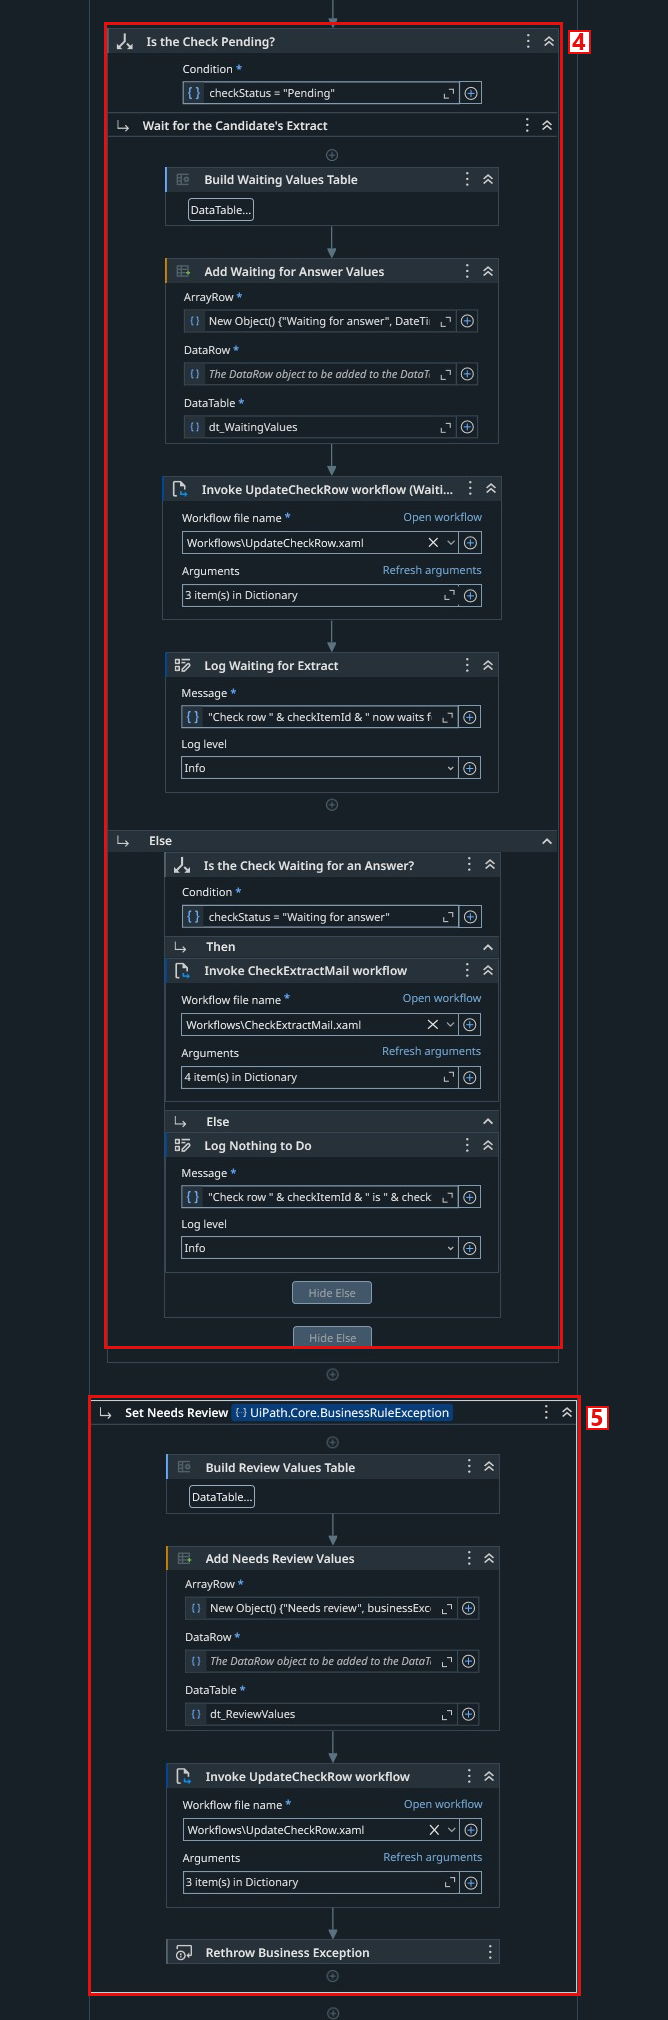 Is the Check Pending?
4
Condition *
checkStatus = "Pending"
Wait for the Candidate's Extract
Build Waiting Values Table
DataTable...
Add Waiting for Answer Values
ArrayRow *
New Object() {"Waiting for answer", DateTi
DataRow *
The DataRow object to be added to the DataT
DataTable *
dt_WaitingValues
Invoke UpdateCheckRow workflow (Waiti...
Workflow file name * Open workflow
Workflows\UpdateCheckRow.xaml
Arguments Refresh arguments
3 item(s) in Dictionary
Log Waiting for Extract
Message *
"Check row " & checkItemId & " now waits f
Log level
Info
Else
Is the Check Waiting for an Answer?
Condition *
checkStatus = "Waiting for answer"
Then
Invoke CheckExtractMail workflow
Workflow file name * Open workflow
Workflows\CheckExtractMail.xaml
Arguments Refresh arguments
4 item(s) in Dictionary
Else
Log Nothing to Do
Message *
"Check row " & checkItemId & " is " & check
Log level
Info
Hide Else
Hide Else
Set Needs Review UiPath.Core.BusinessRuleException
5
Build Review Values Table
DataTable...
Add Needs Review Values
ArrayRow *
New Object() {"Needs review", businessExc
DataRow *
The DataRow object to be added to the DataT
DataTable *
dt_ReviewValues
Invoke UpdateCheckRow workflow
Workflow file name * Open workflow
Workflows\UpdateCheckRow.xaml
Arguments Refresh arguments
3 item(s) in Dictionary
Rethrow Business Exception